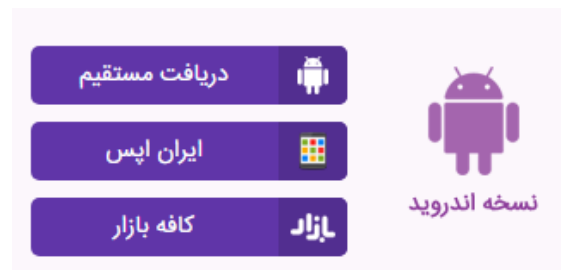 دریافت مستقیم
ایران اپس
بازار کافه بازار
نسخه اندروید